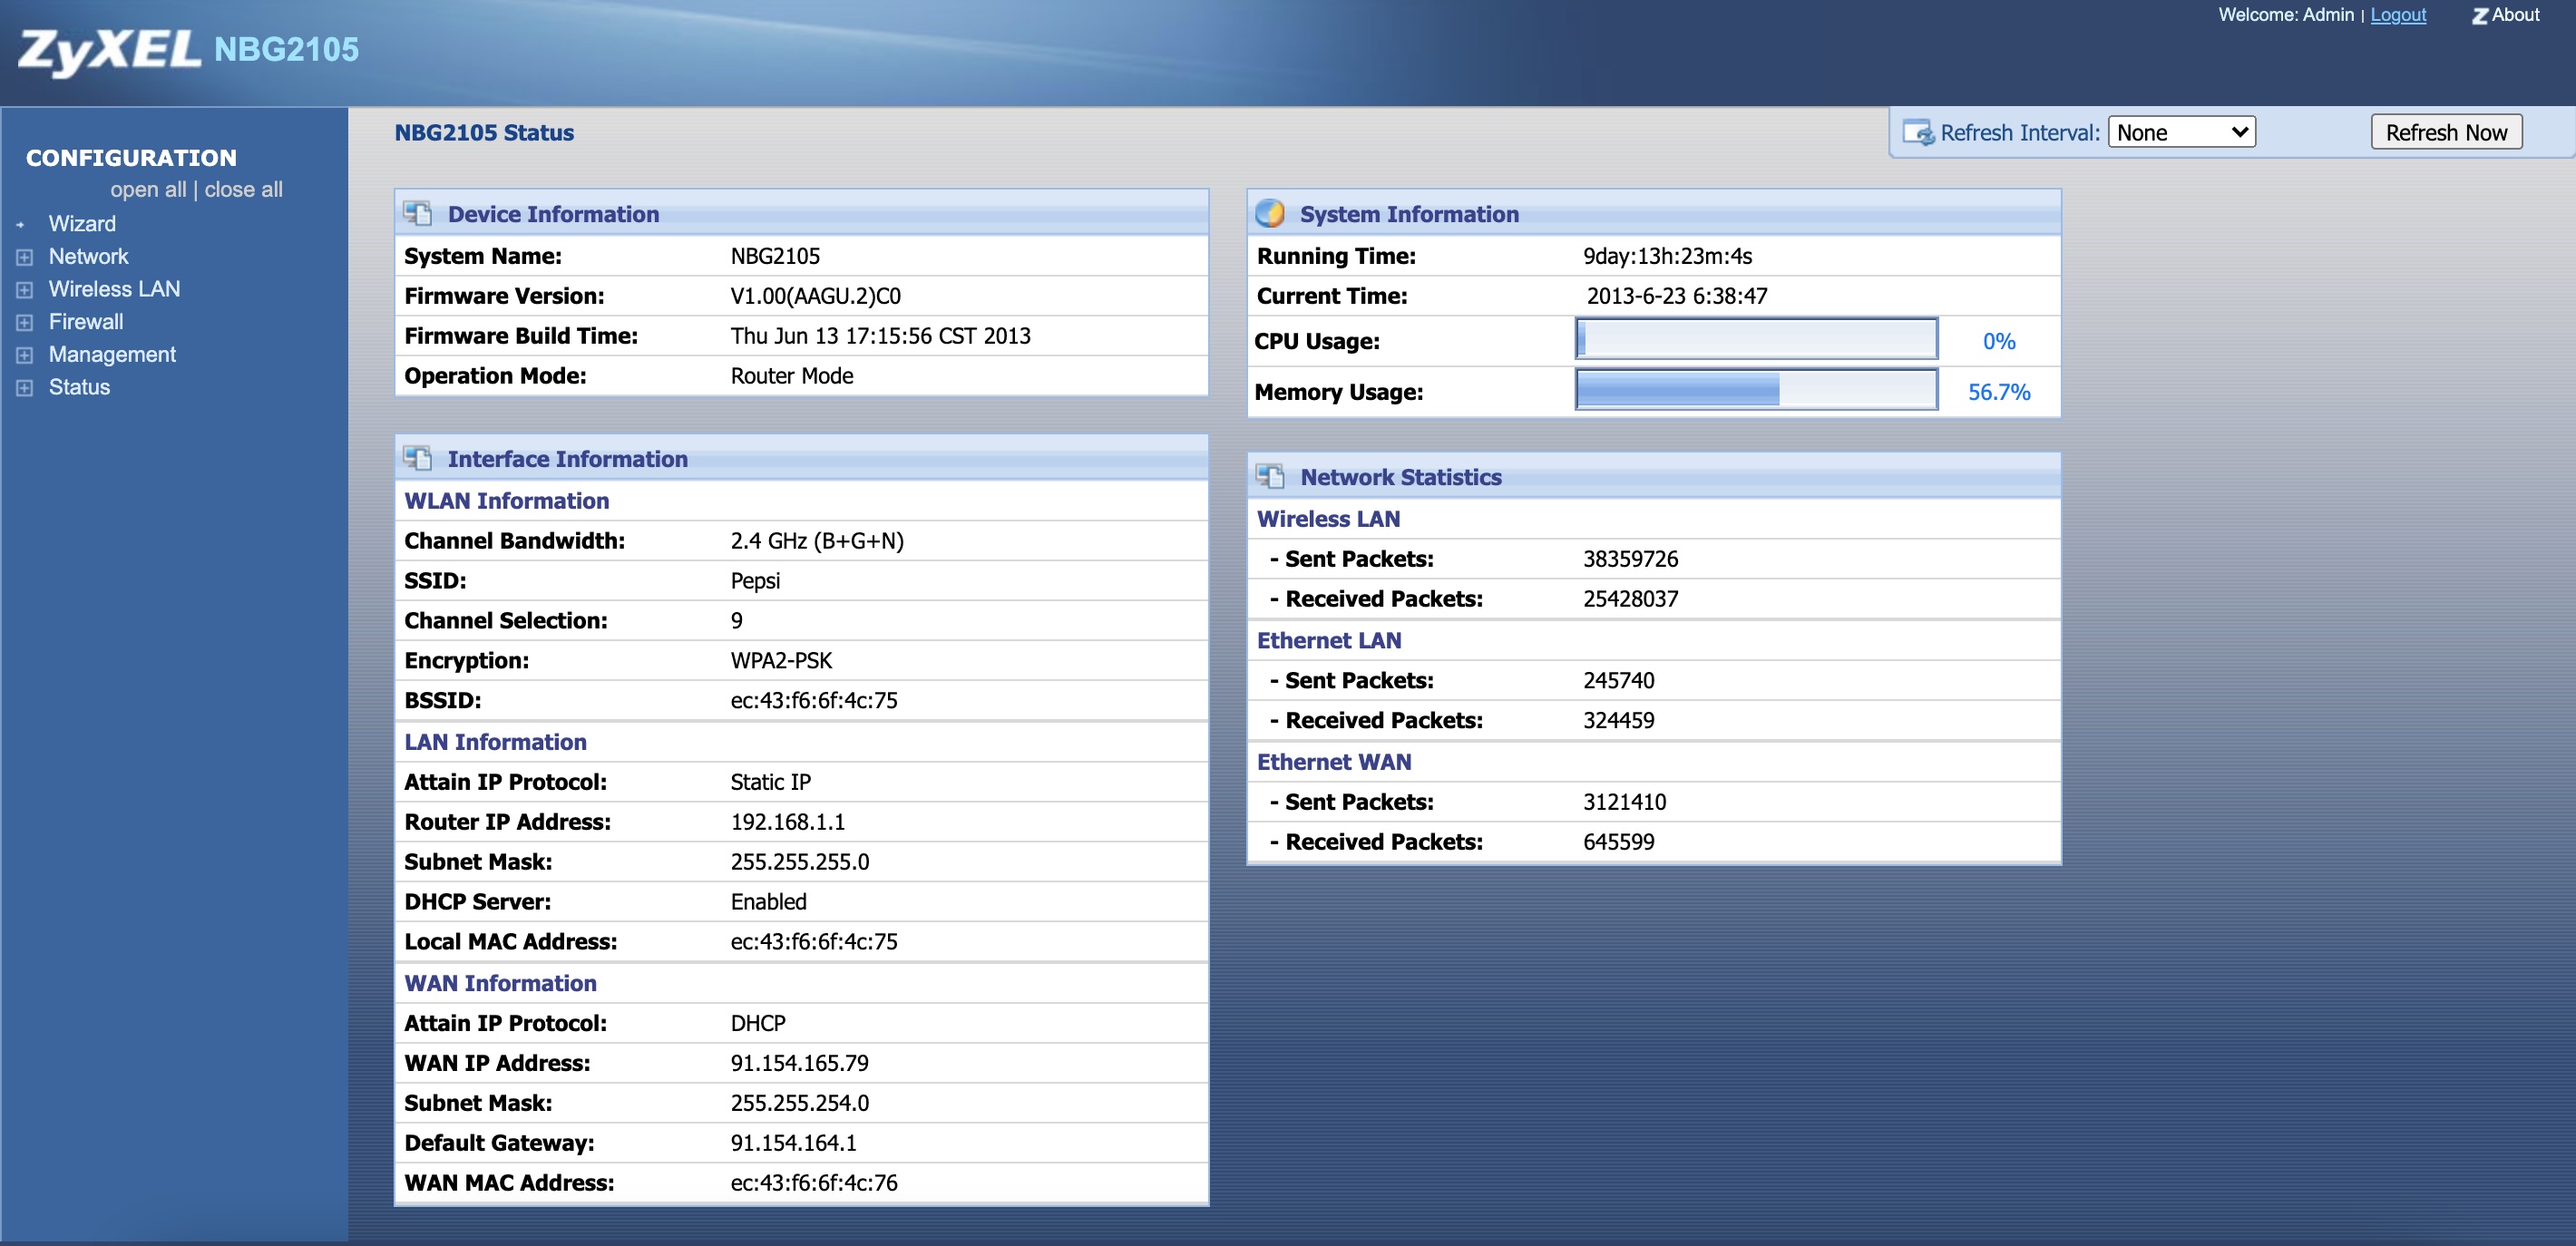 ZyXEL NBG2105
Welcome: Admin | Logout
Z About
CONFIGURATION
open all | close all
Wizard
Network
Wireless LAN
Firewall
Management
Status
NBG2105 Status
Refresh Interval: None
Refresh Now
Device Information
System Name: NBG2105
Firmware Version: V1.00(AAGU.2)C0
Firmware Build Time: Thu Jun 13 17:15:56 CST 2013
Operation Mode: Router Mode
Interface Information
WLAN Information
Channel Bandwidth: 2.4 GHz (B+G+N)
SSID: Pepsi
Channel Selection: 9
Encryption: WPA2-PSK
BSSID: ec:43:f6:6f:4c:75
LAN Information
Attain IP Protocol: Static IP
Router IP Address: 192.168.1.1
Subnet Mask: 255.255.255.0
DHCP Server: Enabled
Local MAC Address: ec:43:f6:6f:4c:75
WAN Information
Attain IP Protocol: DHCP
WAN IP Address: 91.154.165.79
Subnet Mask: 255.255.254.0
Default Gateway: 91.154.164.1
WAN MAC Address: ec:43:f6:6f:4c:76
System Information
Running Time: 9day:13h:23m:4s
Current Time: 2013-6-23 6:38:47
CPU Usage: 0%
Memory Usage: 56.7%
Network Statistics
Wireless LAN
- Sent Packets: 38359726
- Received Packets: 25428037
Ethernet LAN
- Sent Packets: 245740
- Received Packets: 324459
Ethernet WAN
- Sent Packets: 3121410
- Received Packets: 645599